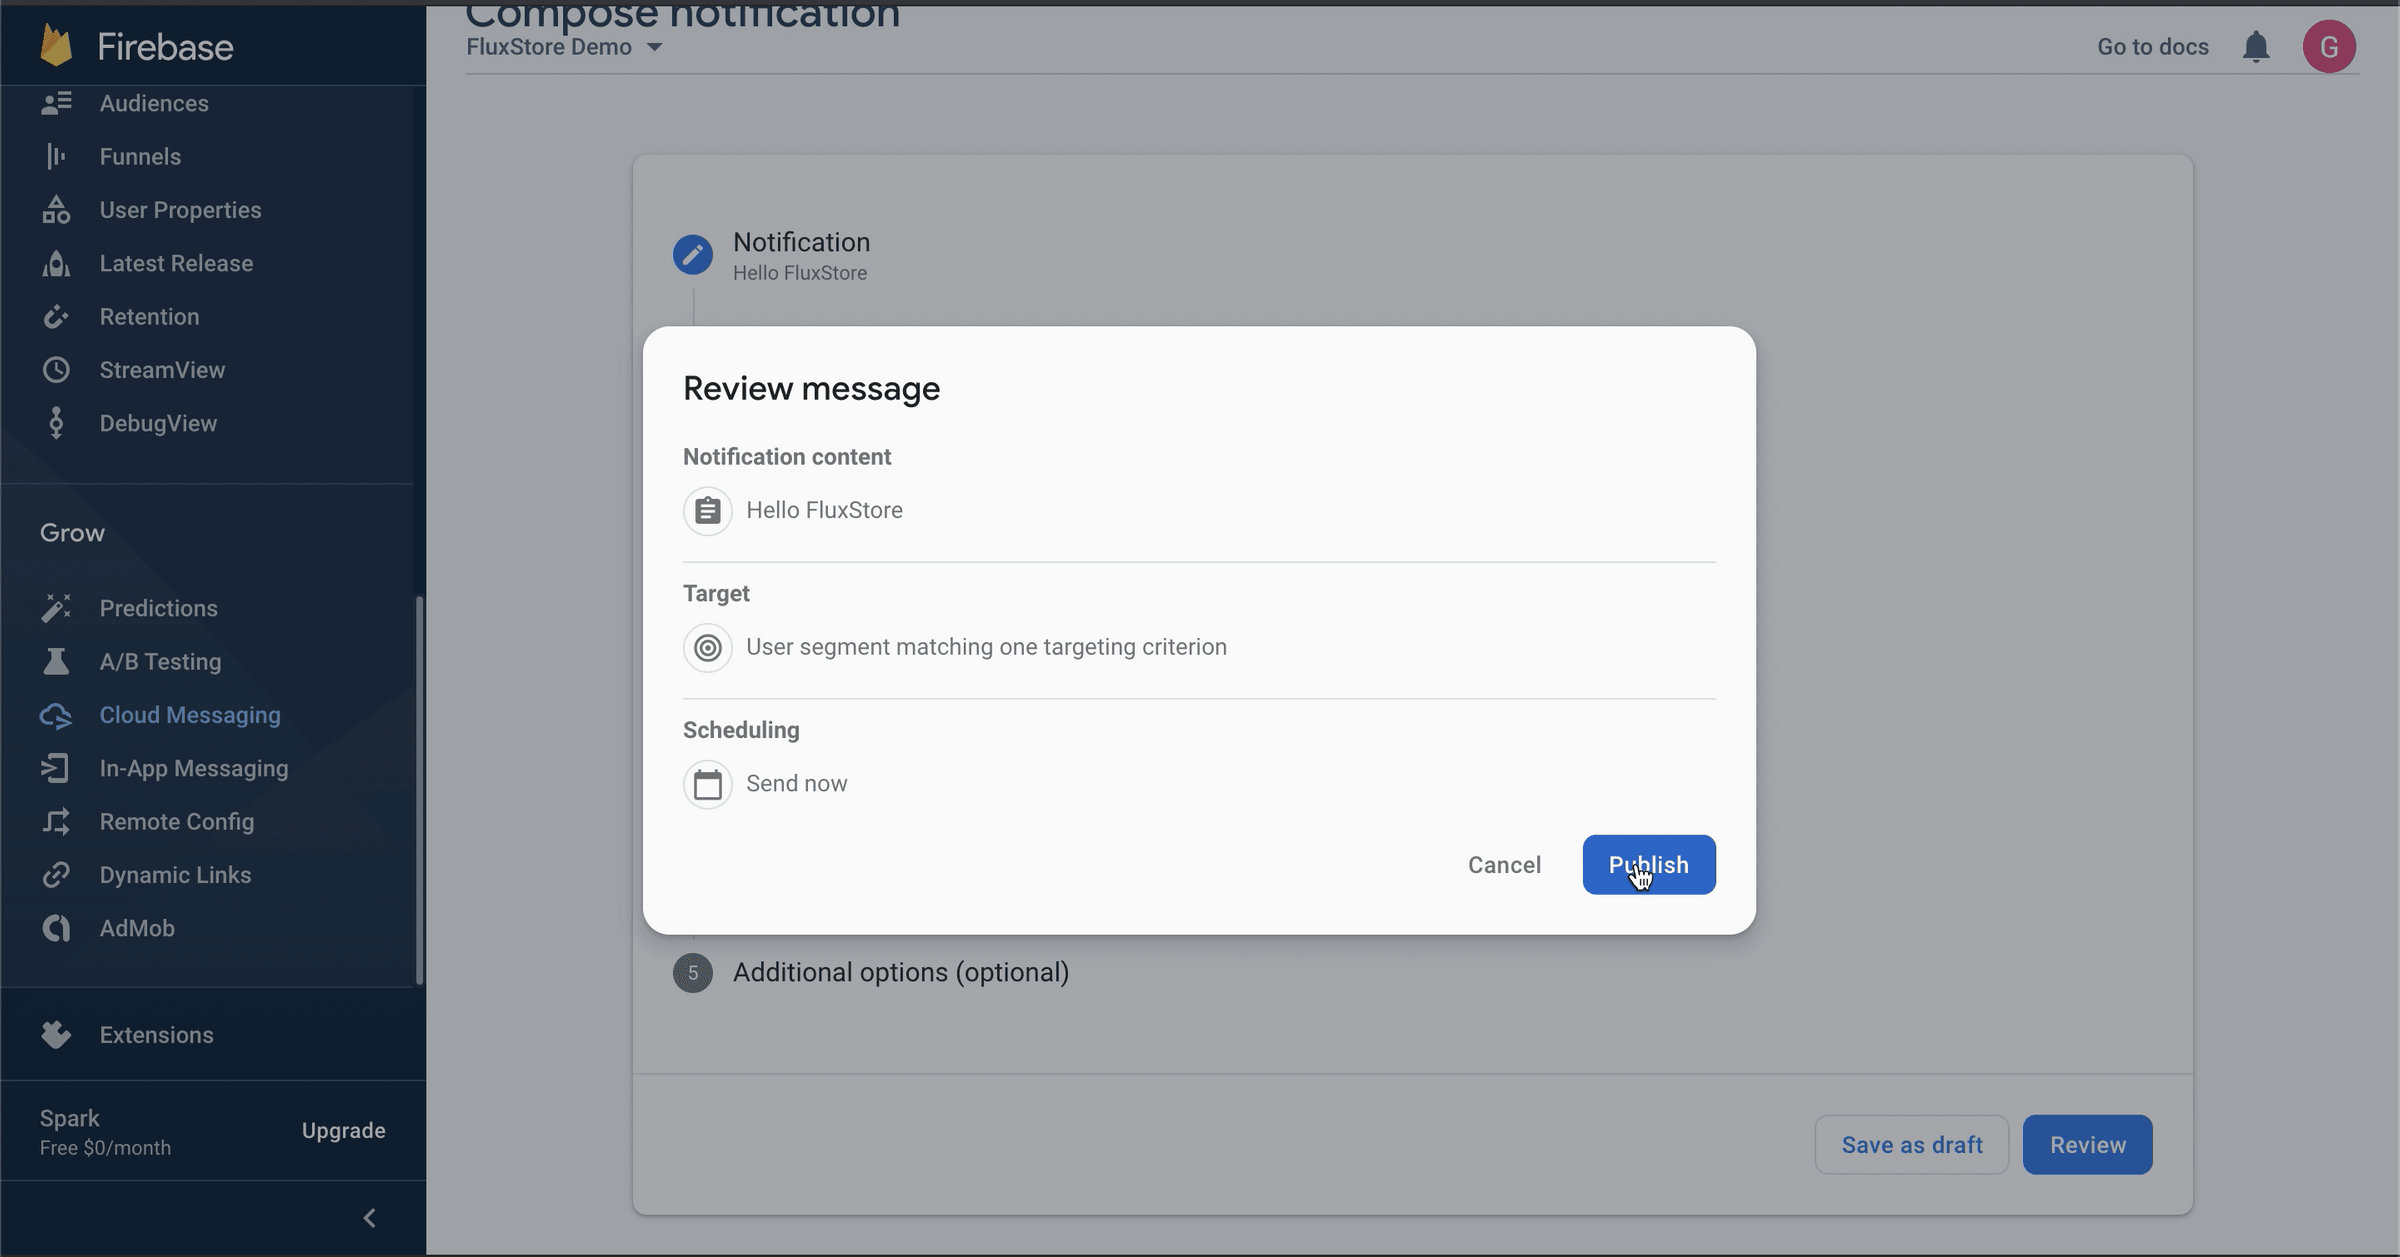 Firebase
Audiences
Funnels
User Properties
Latest Release
Retention
StreamView
DebugView
Grow
Predictions
A/B Testing
Cloud Messaging
In-App Messaging
Remote Config
Dynamic Links
AdMob
Extensions
Spark
Free $0/month
Upgrade
Compose notification
FluxStore Demo
Go to docs
G
Notification
Hello FluxStore
Review message
Notification content
Hello FluxStore
Target
User segment matching one targeting criterion
Scheduling
Send now
Cancel
Publish
5 Additional options (optional)
Save as draft
Review